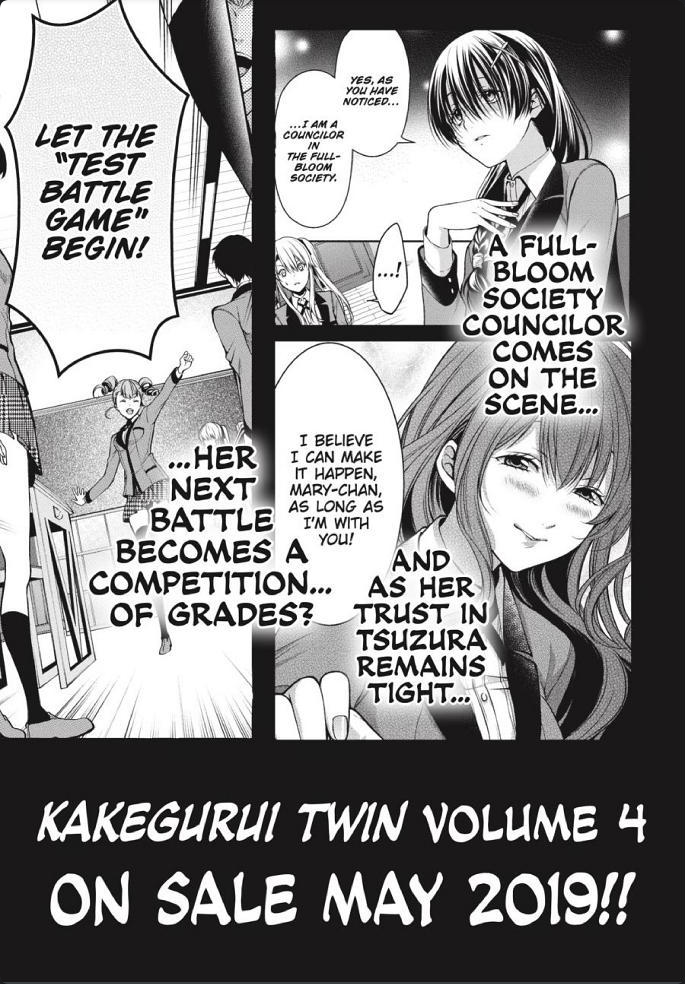 YES, AS
YOU HAVE
NOTICED...
...I AM A
COUNCILOR
IN
THE FULL-
BLOOM
SOCIETY.
...!
A FULL-
BLOOM
SOCIETY
COUNCILOR
COMES
ON THE
SCENE...
I BELIEVE
I CAN MAKE
IT HAPPEN,
MARY-CHAN,
AS LONG AS
I'M WITH
YOU!
AND
AS HER
TRUST IN
TSUZURA
REMAINS
TIGHT...
LET THE
"TEST
BATTLE
GAME"
BEGIN!
...HER
NEXT
BATTLE
BECOMES A
COMPETITION...
OF GRADES?
KAKEGURUI TWIN VOLUME 4
ON SALE MAY 2019!!